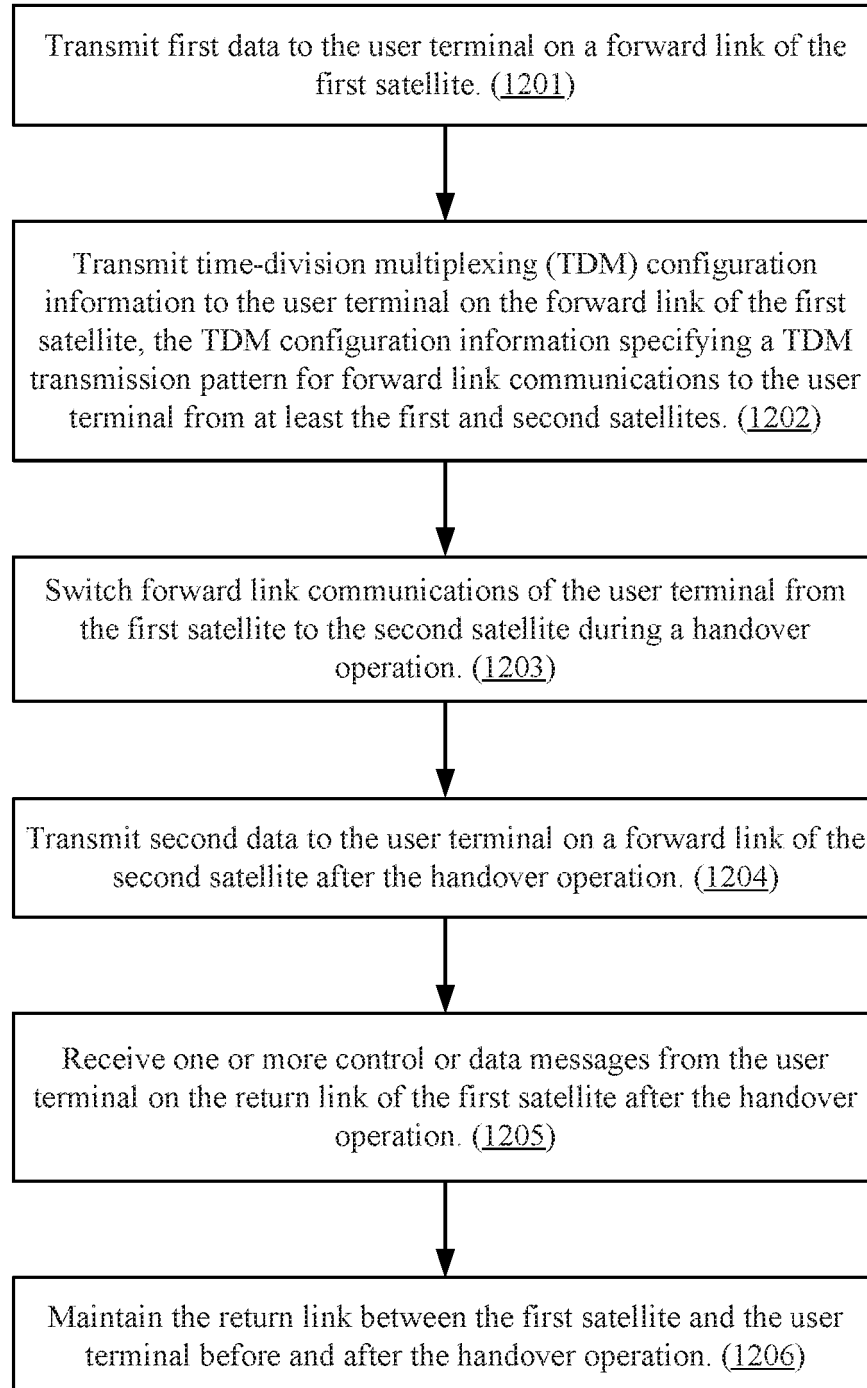 Transmit first data to the user terminal on a forward link of the
first satellite. (1201)
Transmit time-division multiplexing (TDM) configuration
information to the user terminal on the forward link of the first
satellite, the TDM configuration information specifying a TDM
transmission pattern for forward link communications to the user
terminal from at least the first and second satellites. (1202)
Switch forward link communications of the user terminal from
the first satellite to the second satellite during a handover
operation. (1203)
Transmit second data to the user terminal on a forward link of the
second satellite after the handover operation. (1204)
Receive one or more control or data messages from the user
terminal on the return link of the first satellite after the handover
operation. (1205)
Maintain the return link between the first satellite and the user
terminal before and after the handover operation. (1206)